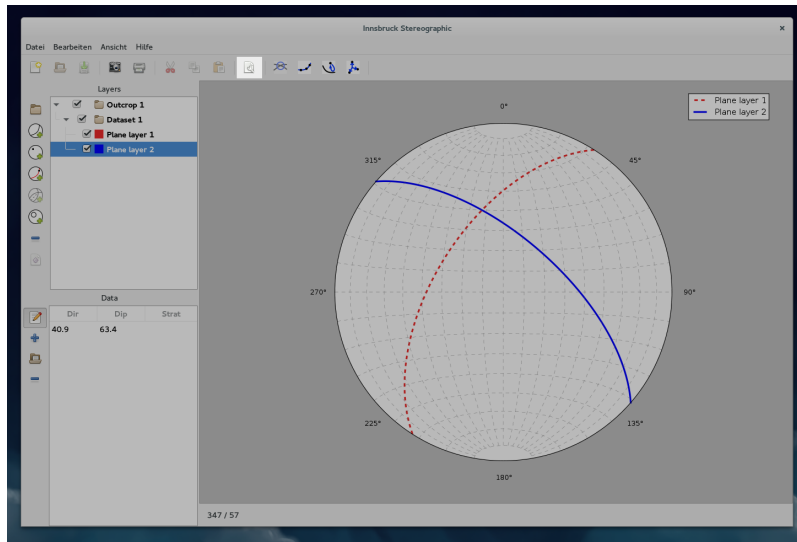 Innsbruck Stereographic
Datei Bearbeiten Ansicht Hilfe
Layers
Outcrop 1
Dataset 1
Plane layer 1
Plane layer 2
Data
Dir Dip Strat
40.9 63.4
Plane layer 1
Plane layer 2
0°
315° 45°
270° 90°
225° 135°
180°
347 / 57